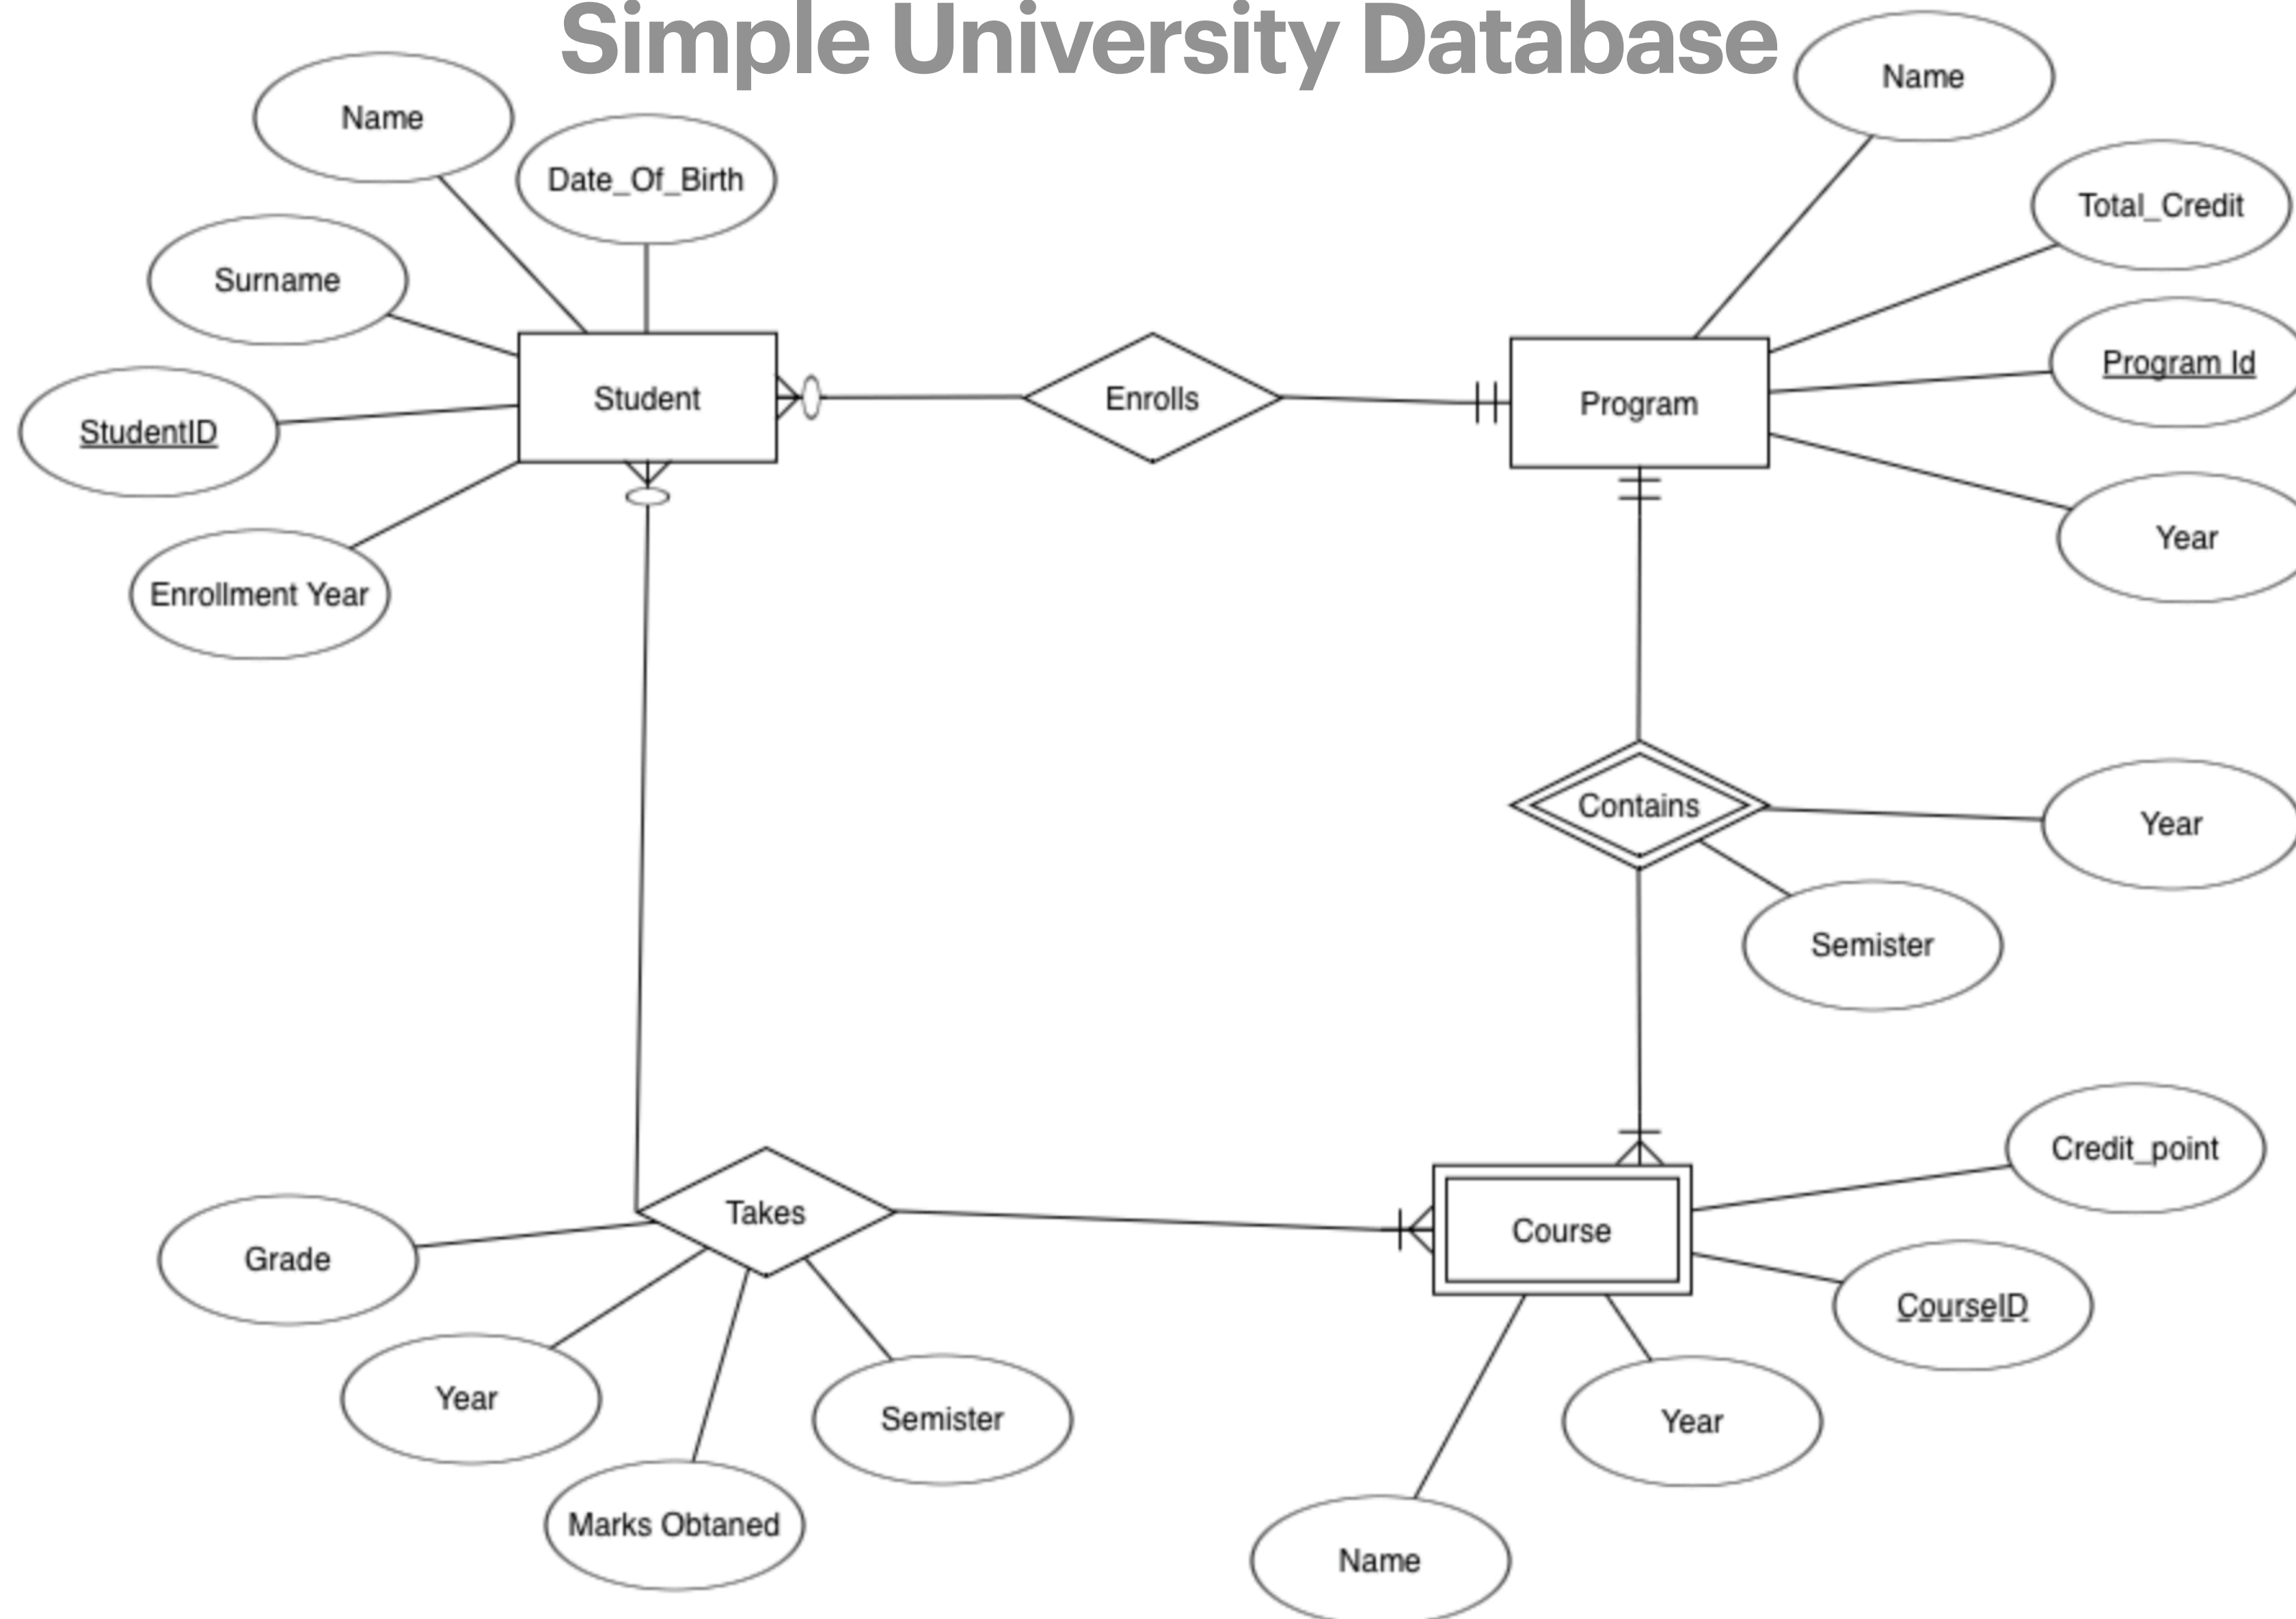 Simple University Database
Name
Name
Date_Of_Birth
Total_Credit
Surname
Program Id
Student
Enrolls
Program
StudentID
Year
Enrollment Year
Contains
Year
Semister
Credit_point
Takes
Course
Grade
CourseID
Year
Semister
Year
Marks Obtaned
Name